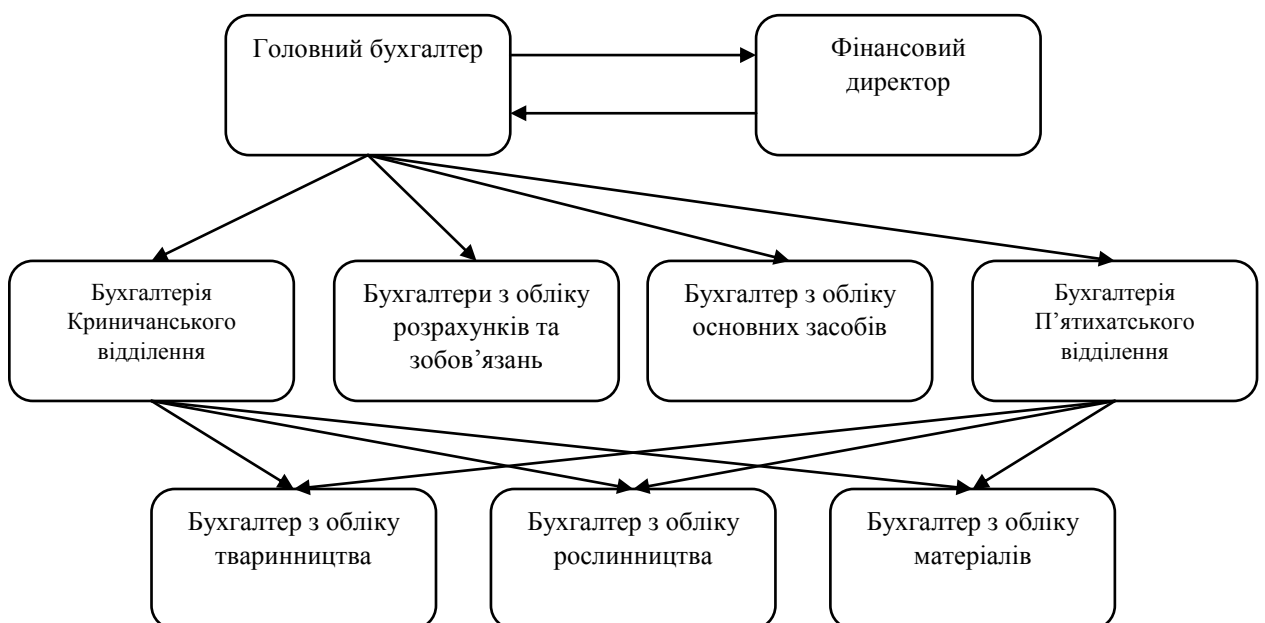 Головний бухгалтер
Фінансовий
директор
Бухгалтерія
Криничанського
відділення
Бухгалтери з обліку
розрахунків та
зобов’язань
Бухгалтер з обліку
основних засобів
Бухгалтерія
П’ятихатського
відділення
Бухгалтер з обліку
тваринництва
Бухгалтер з обліку
рослинництва
Бухгалтер з обліку
матеріалів